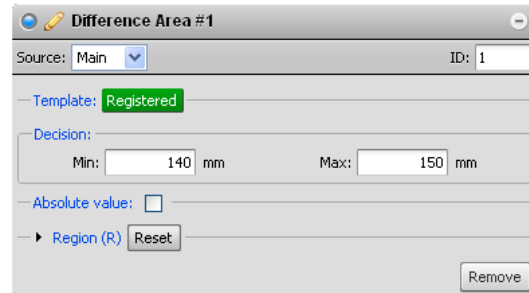 Difference Area #1
Source: Main ID: 1
Template: Registered
Decision:
Min: 140 mm Max: 150 mm
Absolute value:
Region (R) Reset
Remove